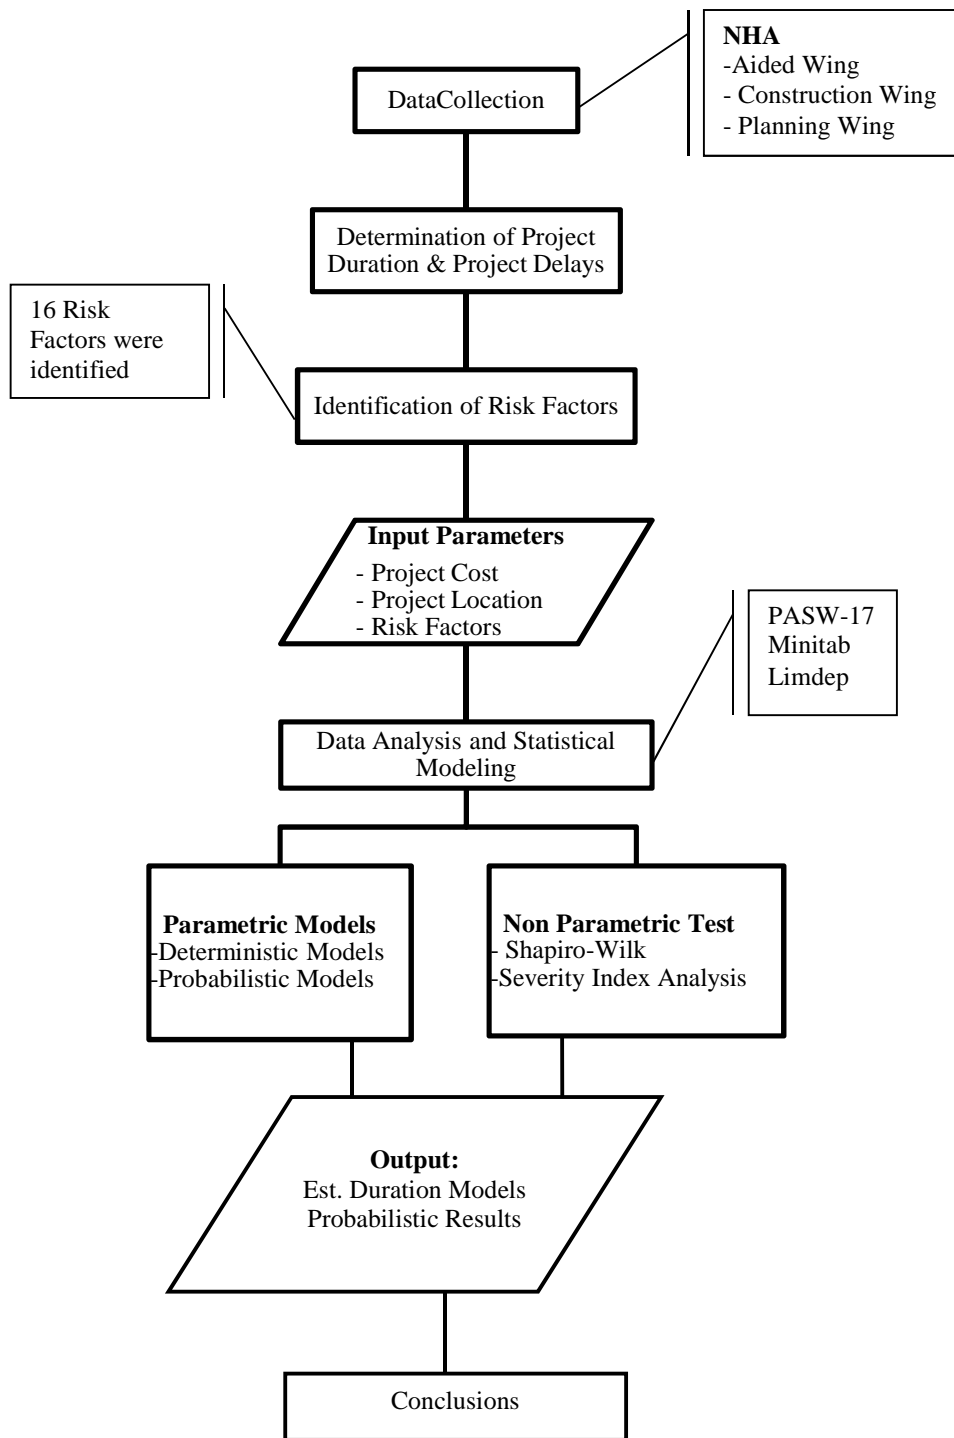 NHA
-Aided Wing
- Construction Wing
- Planning Wing
DataCollection
Determination of Project
Duration & Project Delays
16 Risk
Factors were
identified
Identification of Risk Factors
Input Parameters
- Project Cost
- Project Location
- Risk Factors
PASW-17
Minitab
Limdep
Data Analysis and Statistical
Modeling
Parametric Models
-Deterministic Models
-Probabilistic Models
Non Parametric Test
- Shapiro-Wilk
-Severity Index Analysis
Output:
Est. Duration Models
Probabilistic Results
Conclusions